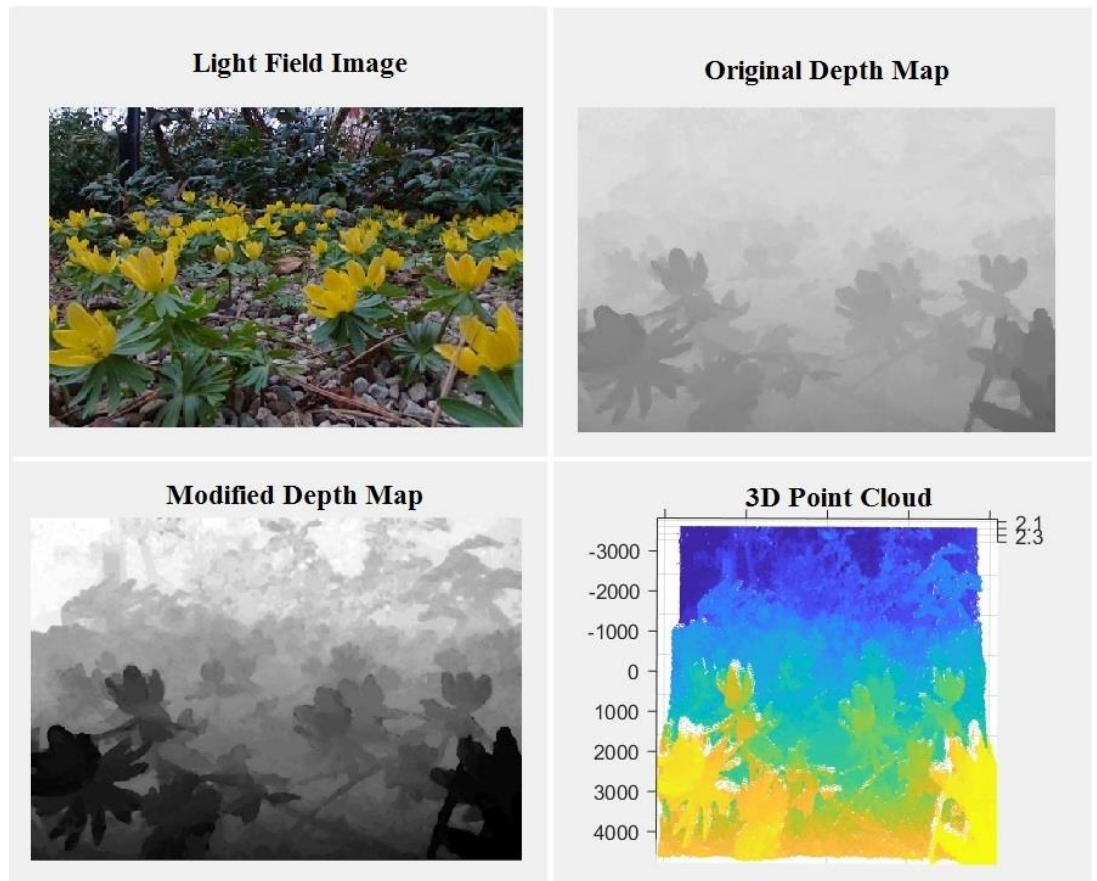 Light Field Image
Original Depth Map
Modified Depth Map
3D Point Cloud
2.1
2.3
-3000
-2000
-1000
0
1000
2000
3000
4000